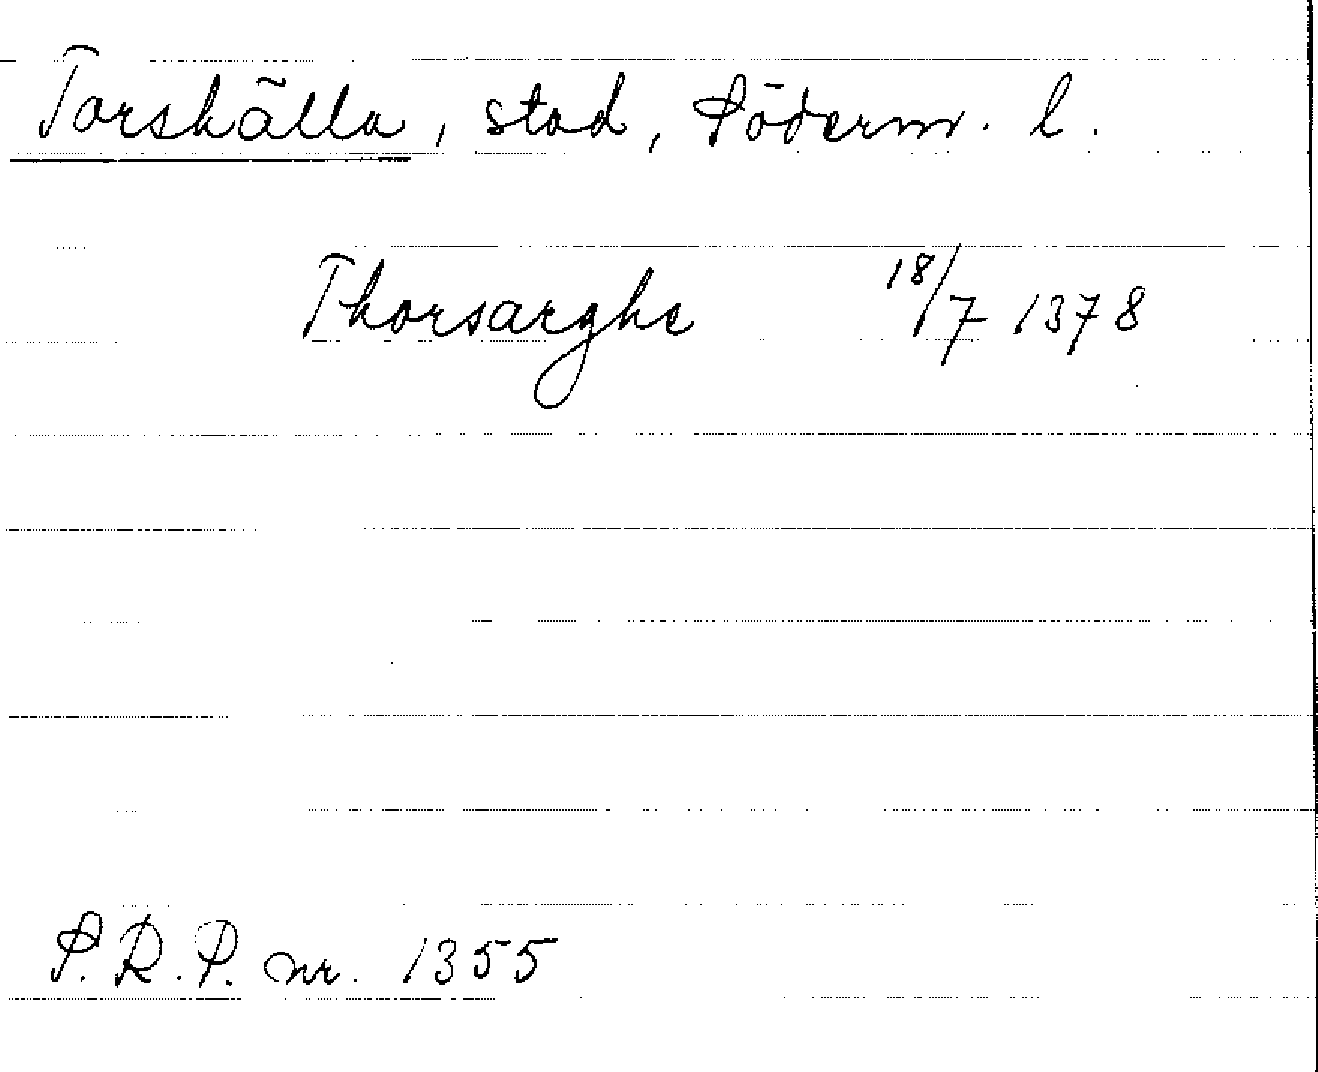 Torshälla, stad, Söderm. l.
Thorsarghe 18/7 1378
S.R.P. nr. 1355